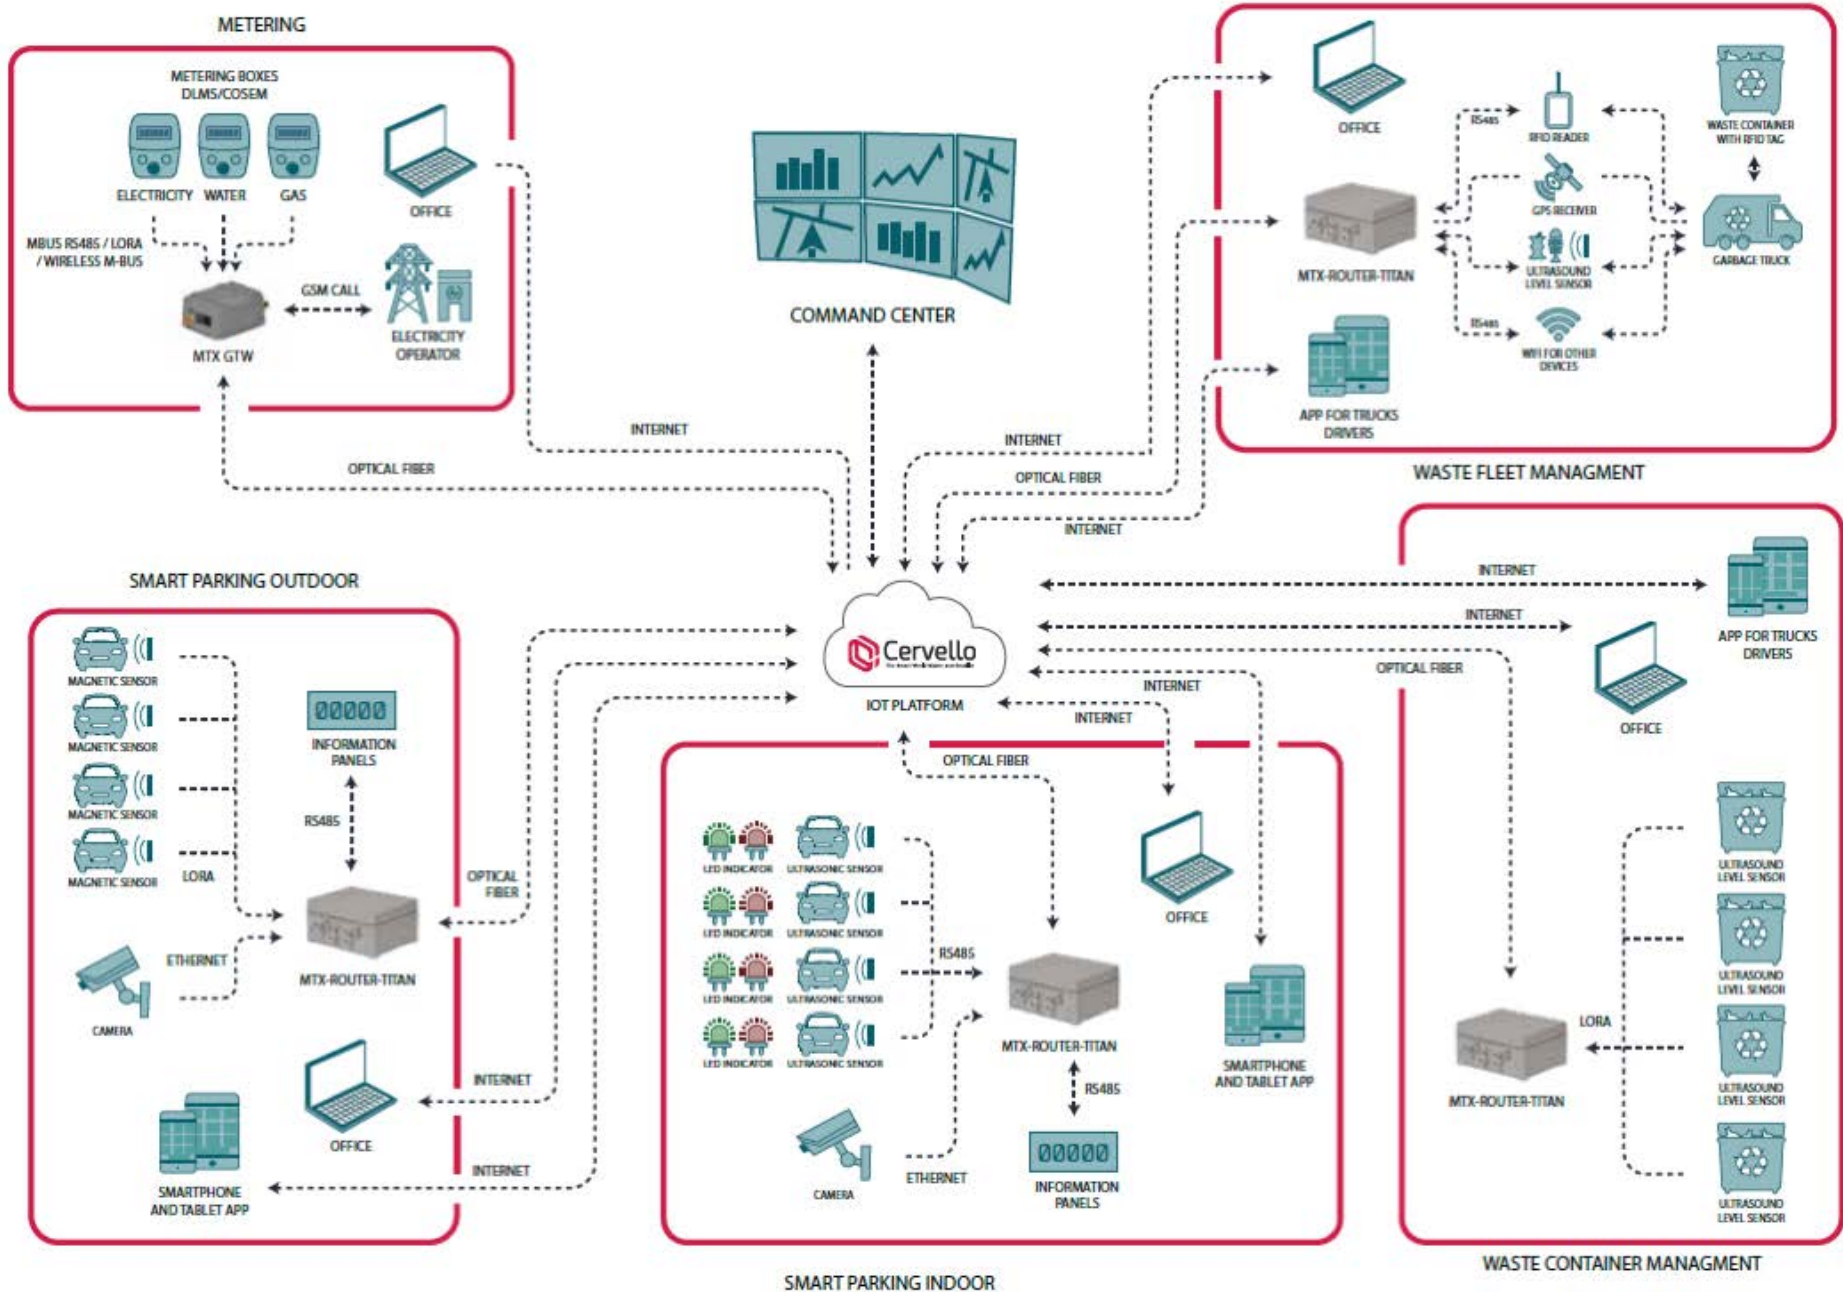 METERING
METERING BOXES
DLMS/COSEM
ELECTRICITY
WATER
GAS
OFFICE
MBUS RS485 / LORA
/ WIRELESS M-BUS
GSM CALL
MTX GTW
ELECTRICITY
OPERATOR
INTERNET
OPTICAL FIBER
COMMAND CENTER
OFFICE
RS485
RFID READER
WASTE CONTAINER
WITH RFID TAG
GPS RECEIVER
MTX-ROUTER-TITAN
ULTRASOUND
LEVEL SENSOR
GARBAGE TRUCK
RS485
WIFI FOR OTHER
DEVICES
APP FOR TRUCKS
DRIVERS
INTERNET
OPTICAL FIBER
INTERNET
WASTE FLEET MANAGMENT
SMART PARKING OUTDOOR
MAGNETIC SENSOR
MAGNETIC SENSOR
MAGNETIC SENSOR
MAGNETIC SENSOR
LORA
00000
INFORMATION
PANELS
RS485
OPTICAL
FIBER
ETHERNET
MTX-ROUTER-TITAN
CAMERA
INTERNET
OFFICE
INTERNET
SMARTPHONE
AND TABLET APP
Cervello
IOT PLATFORM
INTERNET
INTERNET
OPTICAL FIBER
LED INDICATOR
ULTRASONIC SENSOR
LED INDICATOR
ULTRASONIC SENSOR
LED INDICATOR
ULTRASONIC SENSOR
LED INDICATOR
ULTRASONIC SENSOR
RS485
OFFICE
MTX-ROUTER-TITAN
SMARTPHONE
AND TABLET APP
RS485
00000
ETHERNET
CAMERA
INFORMATION
PANELS
SMART PARKING INDOOR
INTERNET
INTERNET
OPTICAL FIBER
APP FOR TRUCKS
DRIVERS
OFFICE
ULTRASOUND
LEVEL SENSOR
ULTRASOUND
LEVEL SENSOR
LORA
ULTRASOUND
LEVEL SENSOR
MTX-ROUTER-TITAN
ULTRASOUND
LEVEL SENSOR
WASTE CONTAINER MANAGMENT